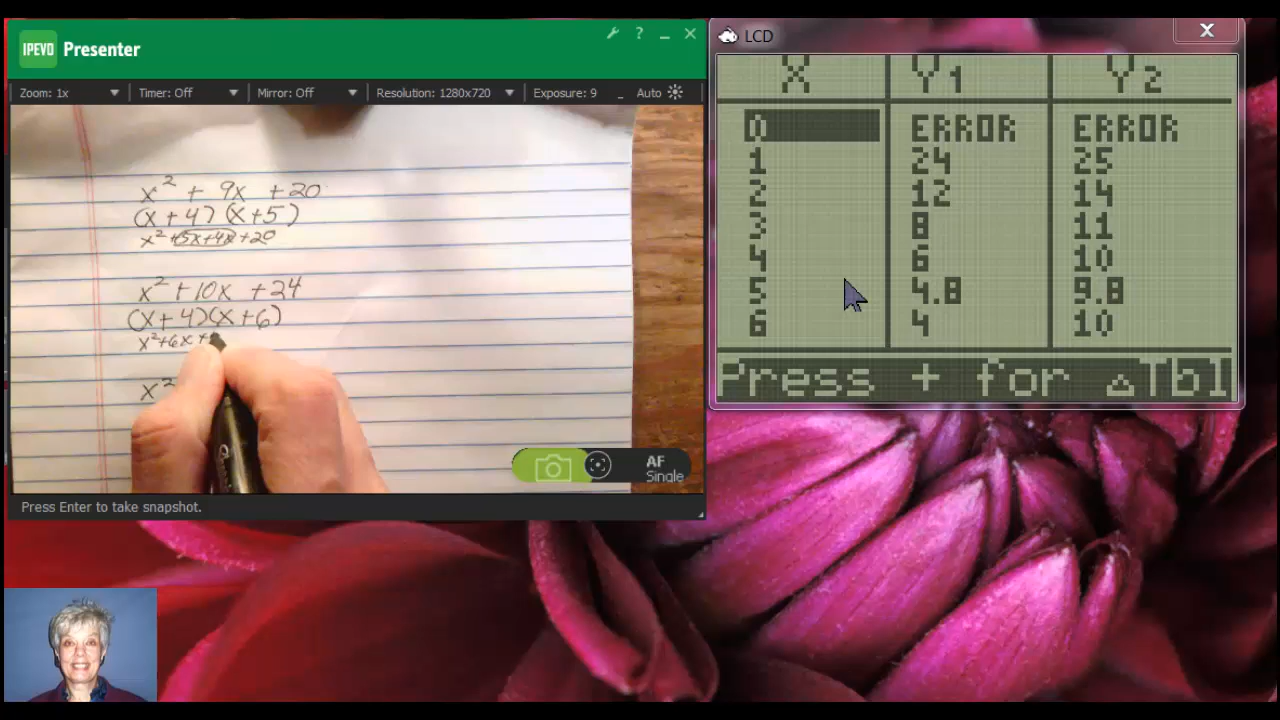 IPEVO Presenter
Zoom: 1x Timer: Off Mirror: Off Resolution: 1280x720 Exposure: 9 Auto
x² + 9x + 20
(x + 4) (x + 5)
x² + 5x + 4x + 20
x² + 10x + 24
(x + 4)(x + 6)
x² + 6x +
x²
AF
Single
Press Enter to take snapshot.
LCD
X Y1 Y2
0 ERROR ERROR
1 24 25
2 12 14
3 8 11
4 6 10
5 4.8 9.8
6 4 10
Press + for △Tbl